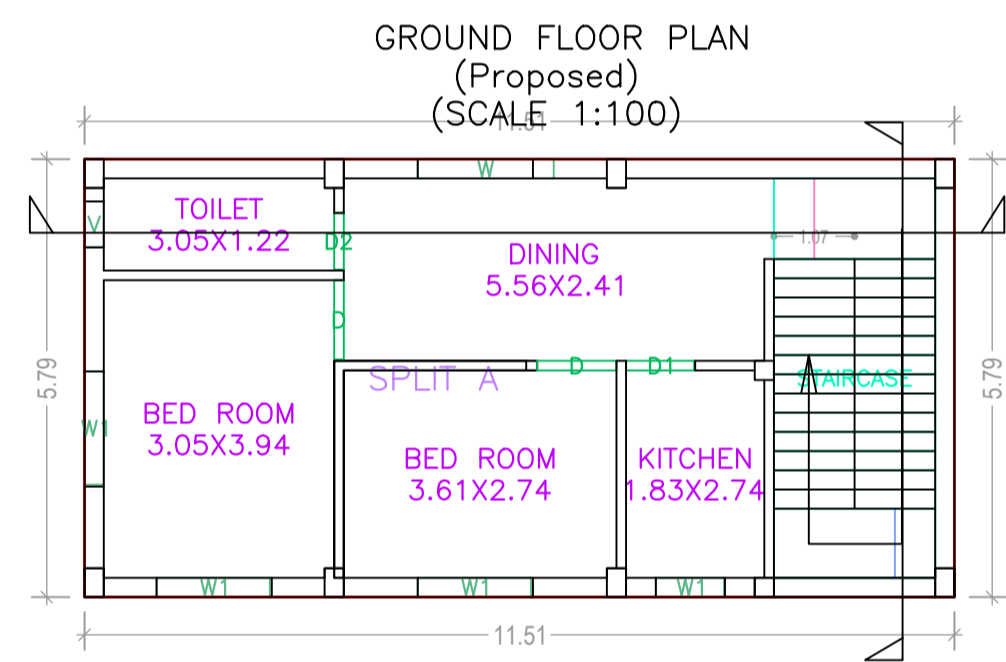 GROUND FLOOR PLAN
(Proposed)
(SCALE 1:100)
11.51
W
TOILET
3.05X1.22
V
D2
1.07
DINING
5.56X2.41
D
5.79
5.79
D
D1
SPLIT A
STAIRCASE
BED ROOM
3.05X3.94
W1
BED ROOM
3.61X2.74
KITCHEN
1.83X2.74
W1
W1
W1
11.51